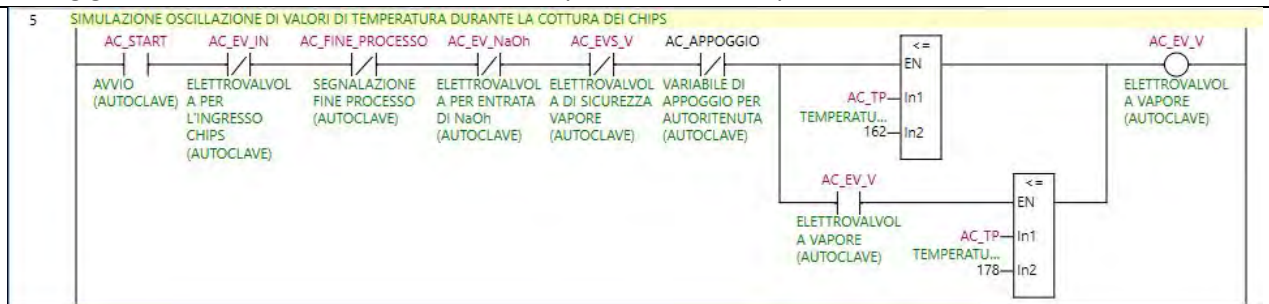 5 SIMULAZIONE OSCILLAZIONE DI VALORI DI TEMPERATURA DURANTE LA COTTURA DEI CHIPS
AC_START AC_EV_IN AC_FINE_PROCESSO AC_EV_NaOh AC_EVS_V AC_APPOGGIO <= AC_EV_V
EN
AVVIO ELETTROVALVOL SEGNALAZIONE ELETTROVALVOL ELETTROVALVOL VARIABILE DI ELETTROVALVOL
(AUTOCLAVE) A PER FINE PROCESSO A PER ENTRATA A DI SICUREZZA APPOGGIO PER AC_TP In1 A VAPORE
L'INGRESSO (AUTOCLAVE) DI NaOh VAPORE AUTORITENUTA TEMPERATU... (AUTOCLAVE)
CHIPS (AUTOCLAVE) (AUTOCLAVE) (AUTOCLAVE) 162 In2
(AUTOCLAVE)
AC_EV_V <=
EN
ELETTROVALVOL
A VAPORE AC_TP In1
(AUTOCLAVE) TEMPERATU...
178 In2